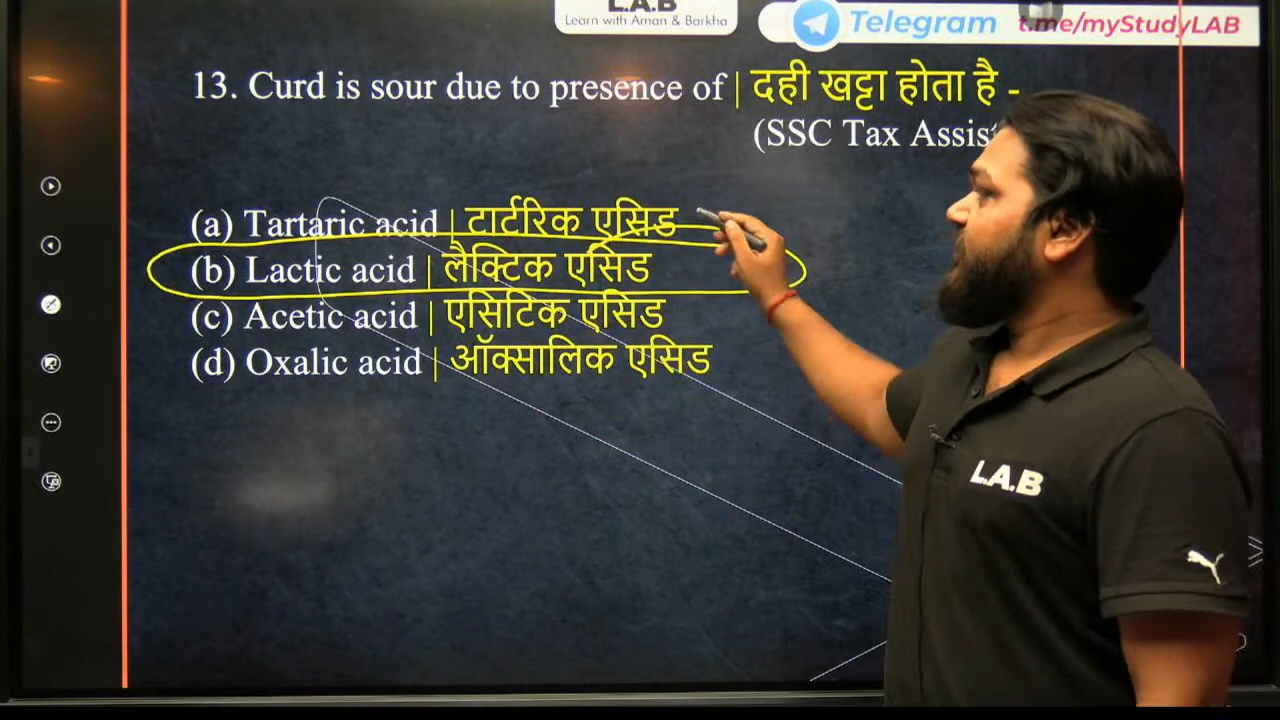 L.A.B
Learn with Aman & Barkha
Telegram t.me/myStudyLAB
13. Curd is sour due to presence of | दही खट्टा होता है -
(SSC Tax Assis
(a) Tartaric acid | टार्टरिक एसिड
(b) Lactic acid | लैक्टिक एसिड
(c) Acetic acid | एसिटिक एसिड
(d) Oxalic acid | ऑक्सालिक एसिड
L.A.B